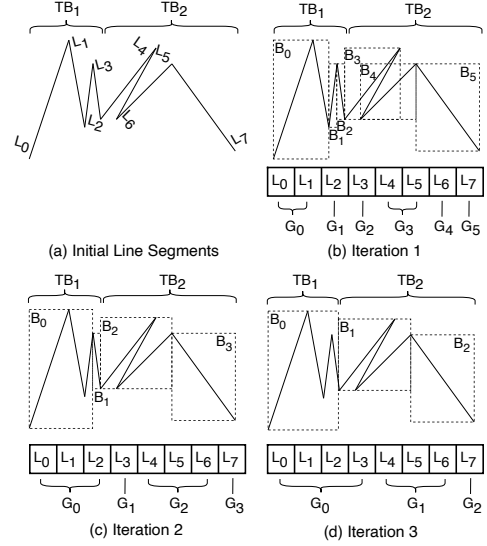 TB1 TB2
L1
L3
L4
L5
L2
L6
L0
L7
(a) Initial Line Segments
TB1 TB2
B0
B3
B4
B5
B2
B1
L0 L1 L2 L3 L4 L5 L6 L7
G0 G1 G2 G3 G4 G5
(b) Iteration 1
TB1 TB2
B0
B2
B3
B1
L0 L1 L2 L3 L4 L5 L6 L7
G0 G1 G2 G3
(c) Iteration 2
TB1 TB2
B0
B1
B2
L0 L1 L2 L3 L4 L5 L6 L7
G0 G1 G2
(d) Iteration 3